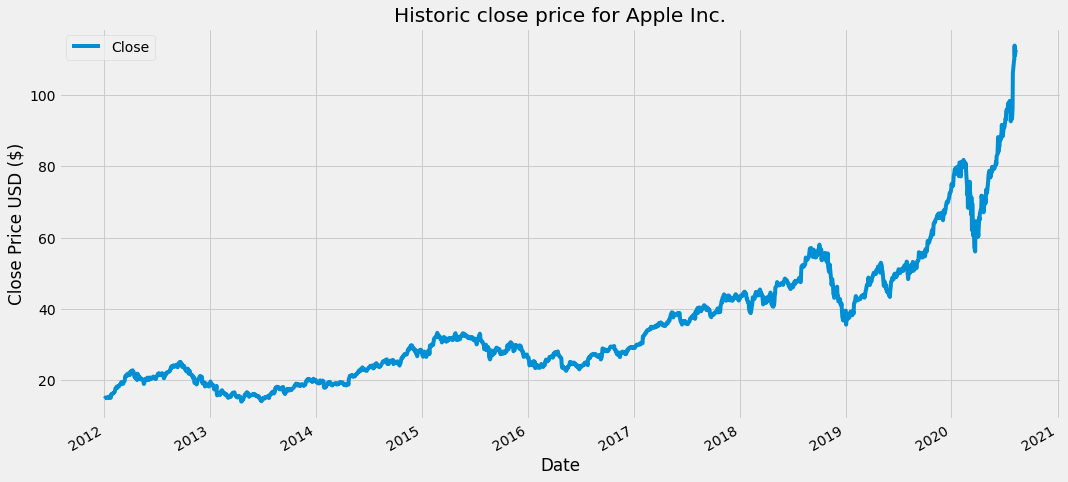 Historic close price for Apple Inc.
Close
Close Price USD ($)
100
80
60
40
20
2012 2013 2014 2015 2016 2017 2018 2019 2020 2021
Date